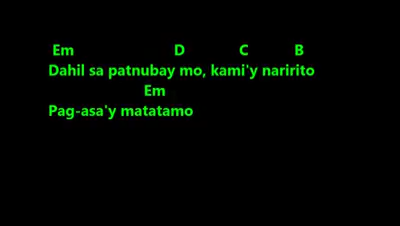 Em D C B
Dahil sa patnubay mo, kami'y naririto
Em
Pag-asa'y matatamo